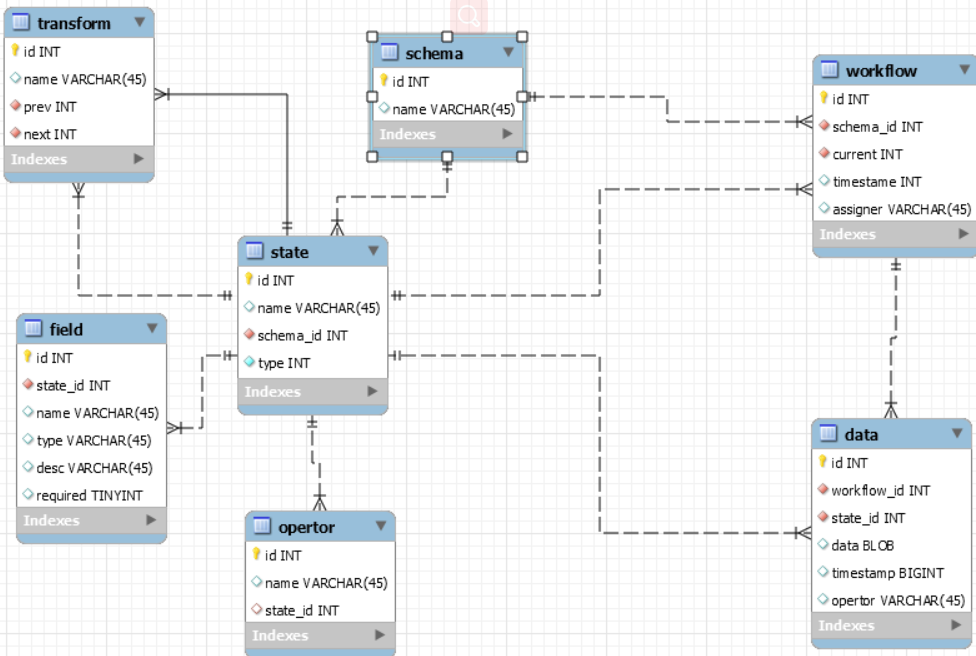 transform
id INT
name VARCHAR(45)
prev INT
next INT
Indexes
schema
id INT
name VARCHAR(45)
Indexes
workflow
id INT
schema_id INT
current INT
timestame INT
assigner VARCHAR(45)
Indexes
state
id INT
name VARCHAR(45)
schema_id INT
type INT
Indexes
field
id INT
state_id INT
name VARCHAR(45)
type VARCHAR(45)
desc VARCHAR(45)
required TINYINT
Indexes
opertor
id INT
name VARCHAR(45)
state_id INT
Indexes
data
id INT
workflow_id INT
state_id INT
data BLOB
timestamp BIGINT
opertor VARCHAR(45)
Indexes